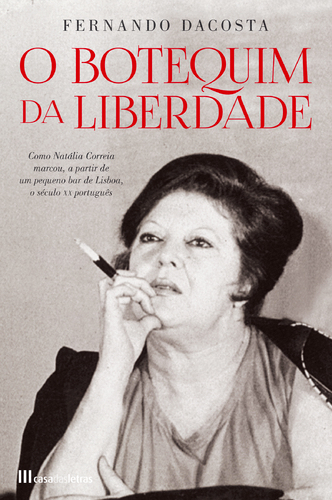 FERNANDO DACOSTA
O BOTEQUIM
DA LIBERDADE
Como Natália Correia
marcou, a partir de
um pequeno bar de Lisboa,
o século XX português
casadasletras